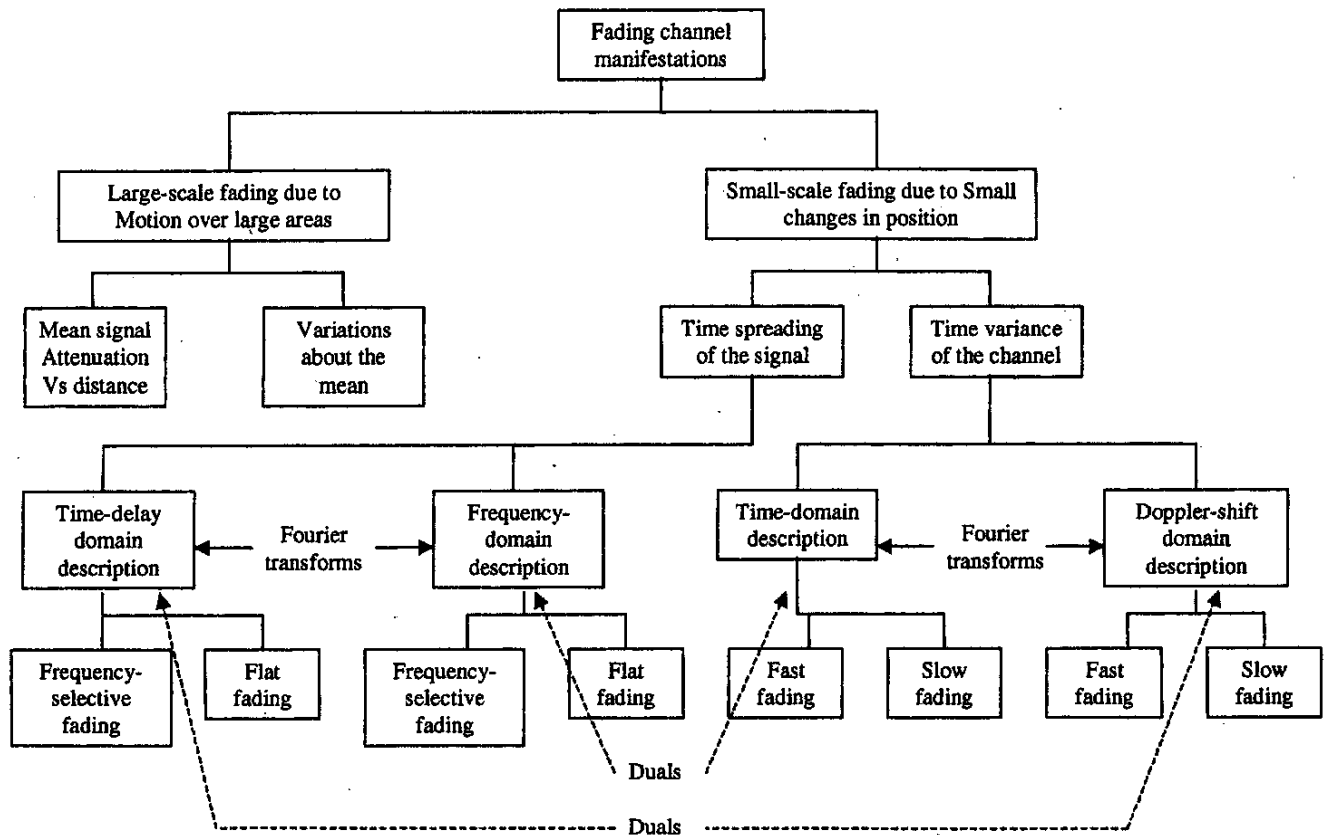 Fading channel
manifestations
Large-scale fading due to
Motion over large areas
Small-scale fading due to Small
changes in position
Mean signal
Attenuation
Vs distance
Variations
about the
mean
Time spreading
of the signal
Time variance
of the channel
Time-delay
domain
description
Fourier
transforms
Frequency-
domain
description
Time-domain
description
Fourier
transforms
Doppler-shift
domain
description
Frequency-
selective
fading
Flat
fading
Frequency-
selective
fading
Flat
fading
Fast
fading
Slow
fading
Fast
fading
Slow
fading
Duals
Duals